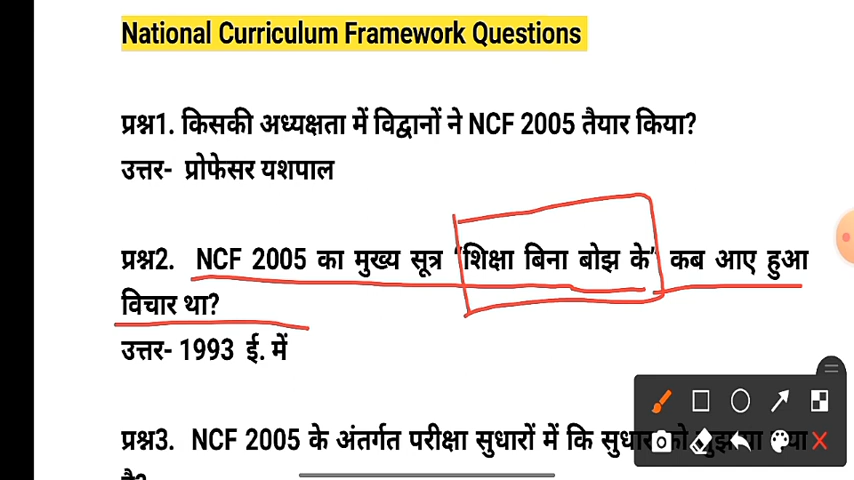 National Curriculum Framework Questions
प्रश्न1. किसकी अध्यक्षता में विद्वानों ने NCF 2005 तैयार किया?
उत्तर- प्रोफेसर यशपाल
प्रश्न2. NCF 2005 का मुख्य सूत्र "शिक्षा बिना बोझ के" कब आए हुआ
विचार था?
उत्तर- 1993 ई. में
प्रश्न3. NCF 2005 के अंतर्गत परीक्षा सुधारों में कि सुधार को